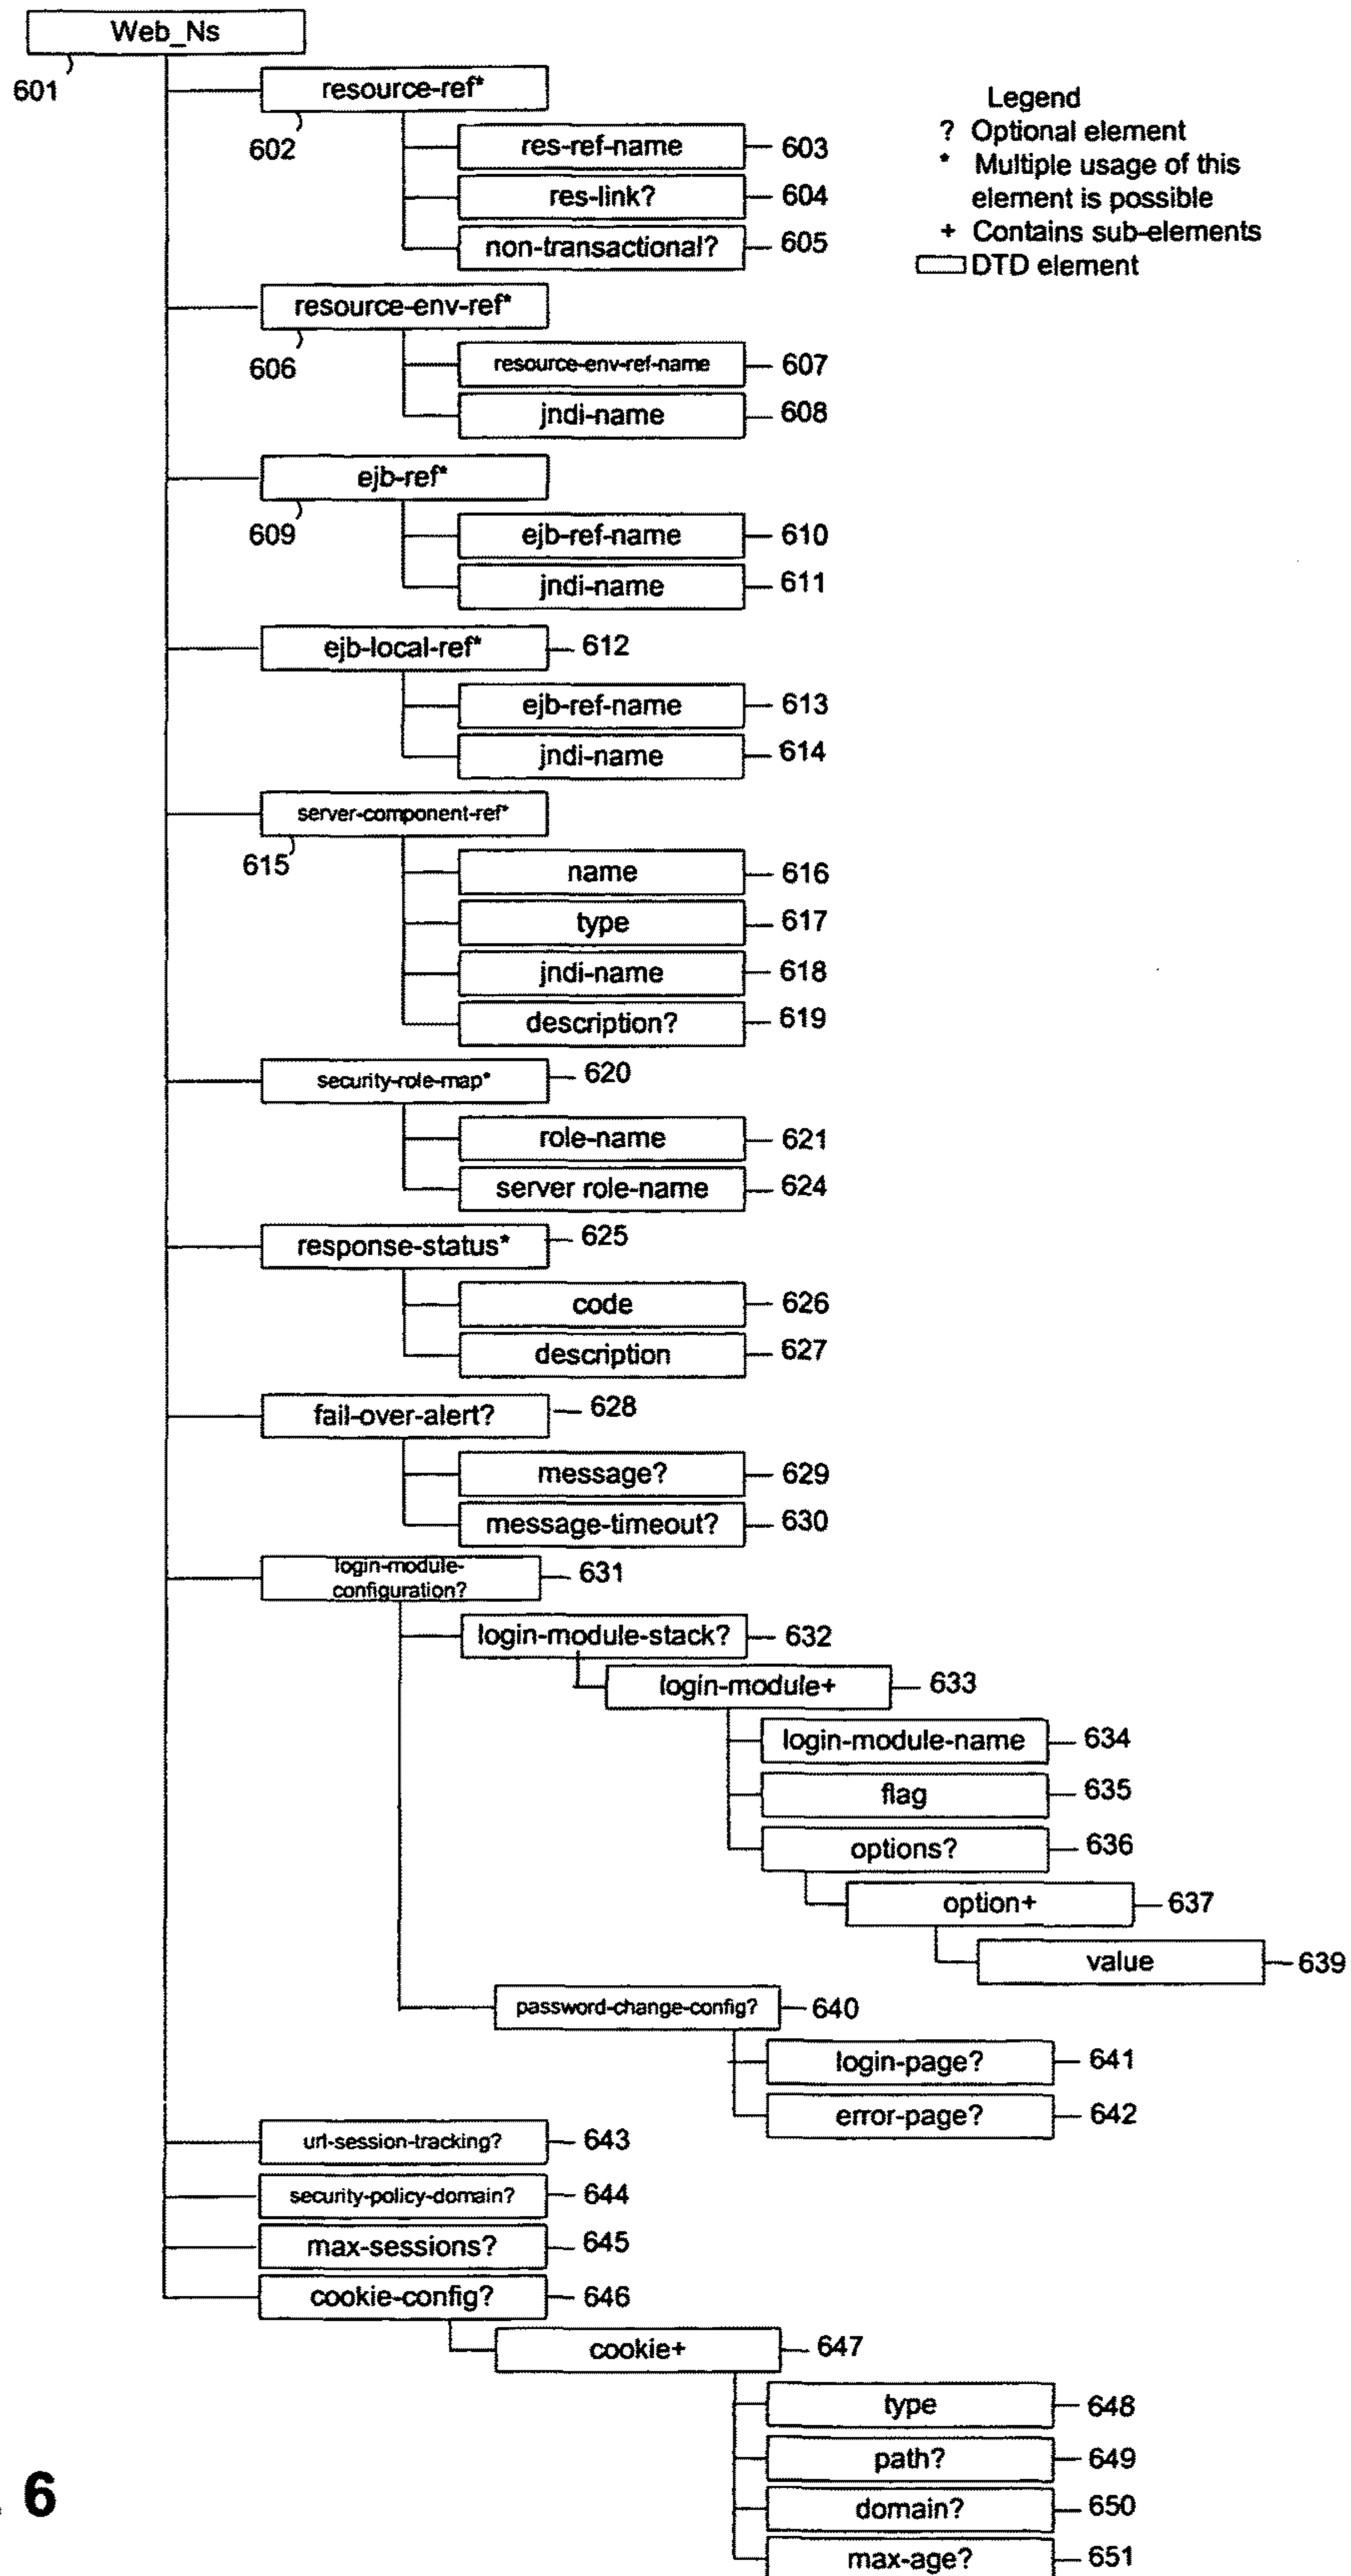 Web_Ns
601
resource-ref*
602
res-ref-name 603
res-link? 604
non-transactional? 605
Legend
? Optional element
* Multiple usage of this
element is possible
+ Contains sub-elements
DTD element
resource-env-ref*
606
resource-env-ref-name 607
jndi-name 608
ejb-ref*
609
ejb-ref-name 610
jndi-name 611
ejb-local-ref* 612
ejb-ref-name 613
jndi-name 614
server-component-ref*
615
name 616
type 617
jndi-name 618
description? 619
security-role-map* 620
role-name 621
server role-name 624
response-status* 625
code 626
description 627
fail-over-alert? 628
message? 629
message-timeout? 630
login-module-
configuration? 631
login-module-stack? 632
login-module+ 633
login-module-name 634
flag 635
options? 636
option+ 637
value 639
password-change-config? 640
login-page? 641
error-page? 642
url-session-tracking? 643
security-policy-domain? 644
max-sessions? 645
cookie-config? 646
cookie+ 647
type 648
path? 649
domain? 650
max-age? 651
6